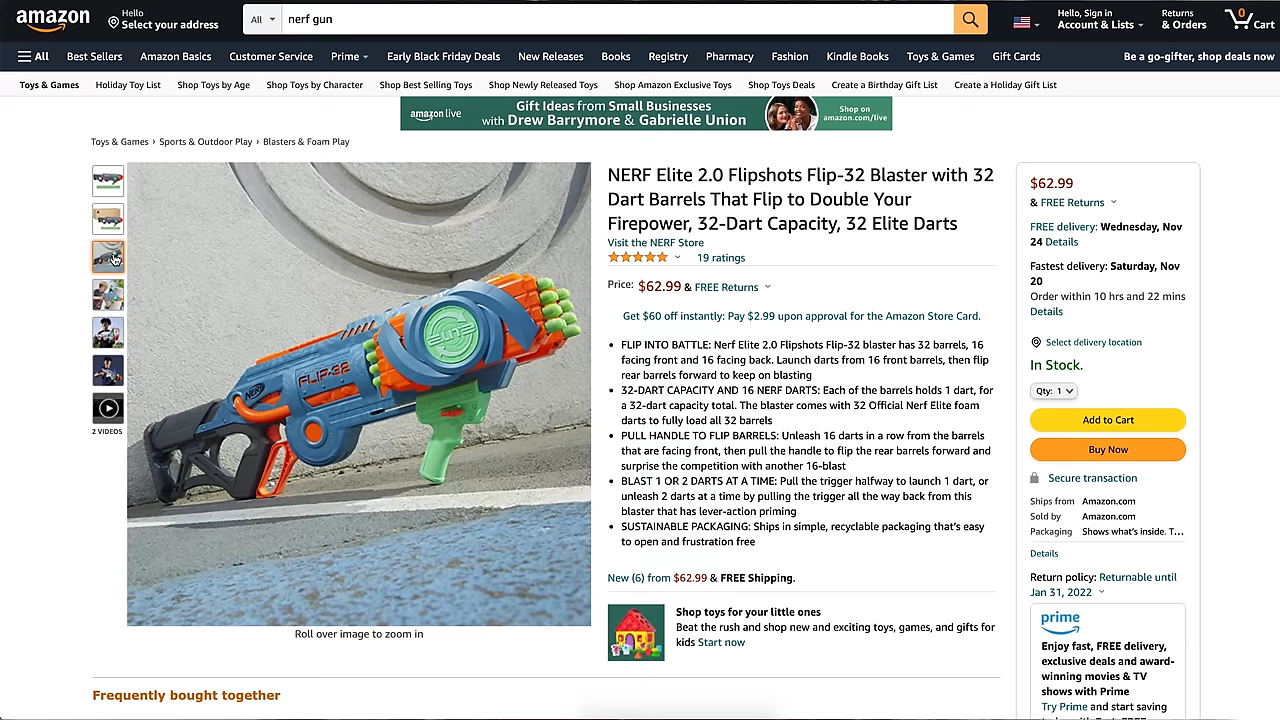 amazon
Hello
Select your address
All
nerf gun
Hello, Sign in
Account & Lists
Returns
& Orders
0
Cart
All
Best Sellers
Amazon Basics
Customer Service
Prime
Early Black Friday Deals
New Releases
Books
Registry
Pharmacy
Fashion
Kindle Books
Toys & Games
Gift Cards
Be a go-gifter, shop deals now
Toys & Games
Holiday Toy List
Shop Toys by Age
Shop Toys by Character
Shop Best Selling Toys
Shop Newly Released Toys
Shop Amazon Exclusive Toys
Shop Toys Deals
Create a Birthday Gift List
Create a Holiday Gift List
amazon live
Gift Ideas from Small Businesses
with Drew Barrymore & Gabrielle Union
Shop on
amazon.com/live
Toys & Games › Sports & Outdoor Play › Blasters & Foam Play
2 VIDEOS
NERF
FLIP-32
ELITE
Roll over image to zoom in
NERF Elite 2.0 Flipshots Flip-32 Blaster with 32
Dart Barrels That Flip to Double Your
Firepower, 32-Dart Capacity, 32 Elite Darts
Visit the NERF Store
19 ratings
Price: $62.99 & FREE Returns
Get $60 off instantly: Pay $2.99 upon approval for the Amazon Store Card.
• FLIP INTO BATTLE: Nerf Elite 2.0 Flipshots Flip-32 blaster has 32 barrels, 16
facing front and 16 facing back. Launch darts from 16 front barrels, then flip
rear barrels forward to keep on blasting
• 32-DART CAPACITY AND 16 NERF DARTS: Each of the barrels holds 1 dart, for
a 32-dart capacity total. The blaster comes with 32 Official Nerf Elite foam
darts to fully load all 32 barrels
• PULL HANDLE TO FLIP BARRELS: Unleash 16 darts in a row from the barrels
that are facing front, then pull the handle to flip the rear barrels forward and
surprise the competition with another 16-blast
• BLAST 1 OR 2 DARTS AT A TIME: Pull the trigger halfway to launch 1 dart, or
unleash 2 darts at a time by pulling the trigger all the way back from this
blaster that has lever-action priming
• SUSTAINABLE PACKAGING: Ships in simple, recyclable packaging that's easy
to open and frustration free
New (6) from $62.99 & FREE Shipping.
Shop toys for your little ones
Beat the rush and shop new and exciting toys, games, and gifts for
kids Start now
$62.99
& FREE Returns
FREE delivery: Wednesday, Nov
24 Details
Fastest delivery: Saturday, Nov
20
Order within 10 hrs and 22 mins
Details
Select delivery location
In Stock.
Qty: 1
Add to Cart
Buy Now
Secure transaction
Ships from Amazon.com
Sold by Amazon.com
Packaging Shows what's inside. T...
Details
Return policy: Returnable until
Jan 31, 2022
prime
Enjoy fast, FREE delivery,
exclusive deals and award-
winning movies & TV
shows with Prime
Try Prime and start saving
Frequently bought together